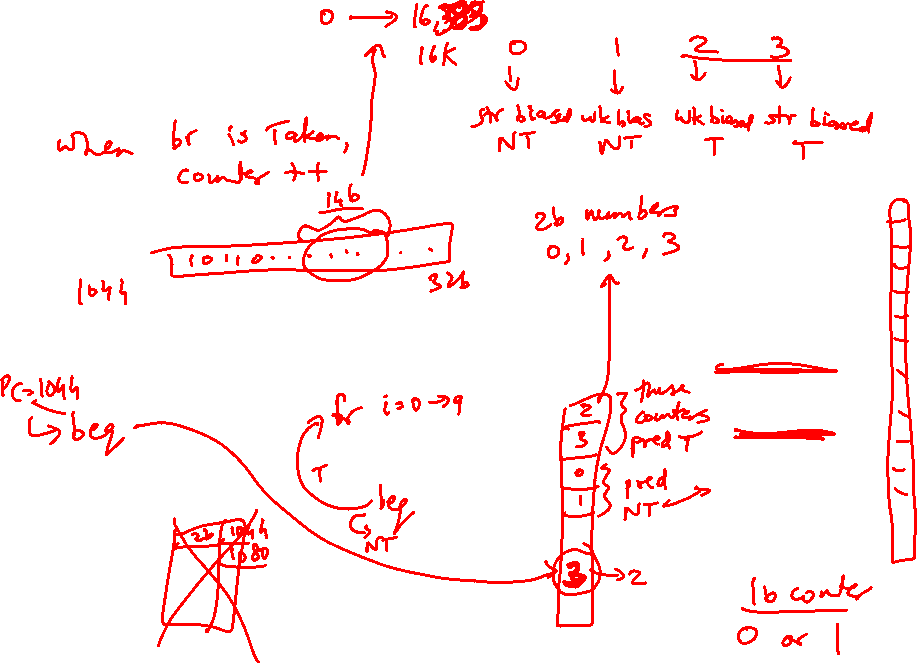 0 → 16,
16K
0 1 2 3
str biased NT
wk bias NT
wk biased T
str biased T
when br is Taken,
counter ++
14b
10110. . . . . . . .
1044
32b
2b numbers
0, 1, 2, 3
PC=1044
beq
for i=0→9
T
beq
NT
2b 1044
1080
2
3
0
1
3 → 2
these
counters
pred T
pred
NT
1b conter
0 or 1